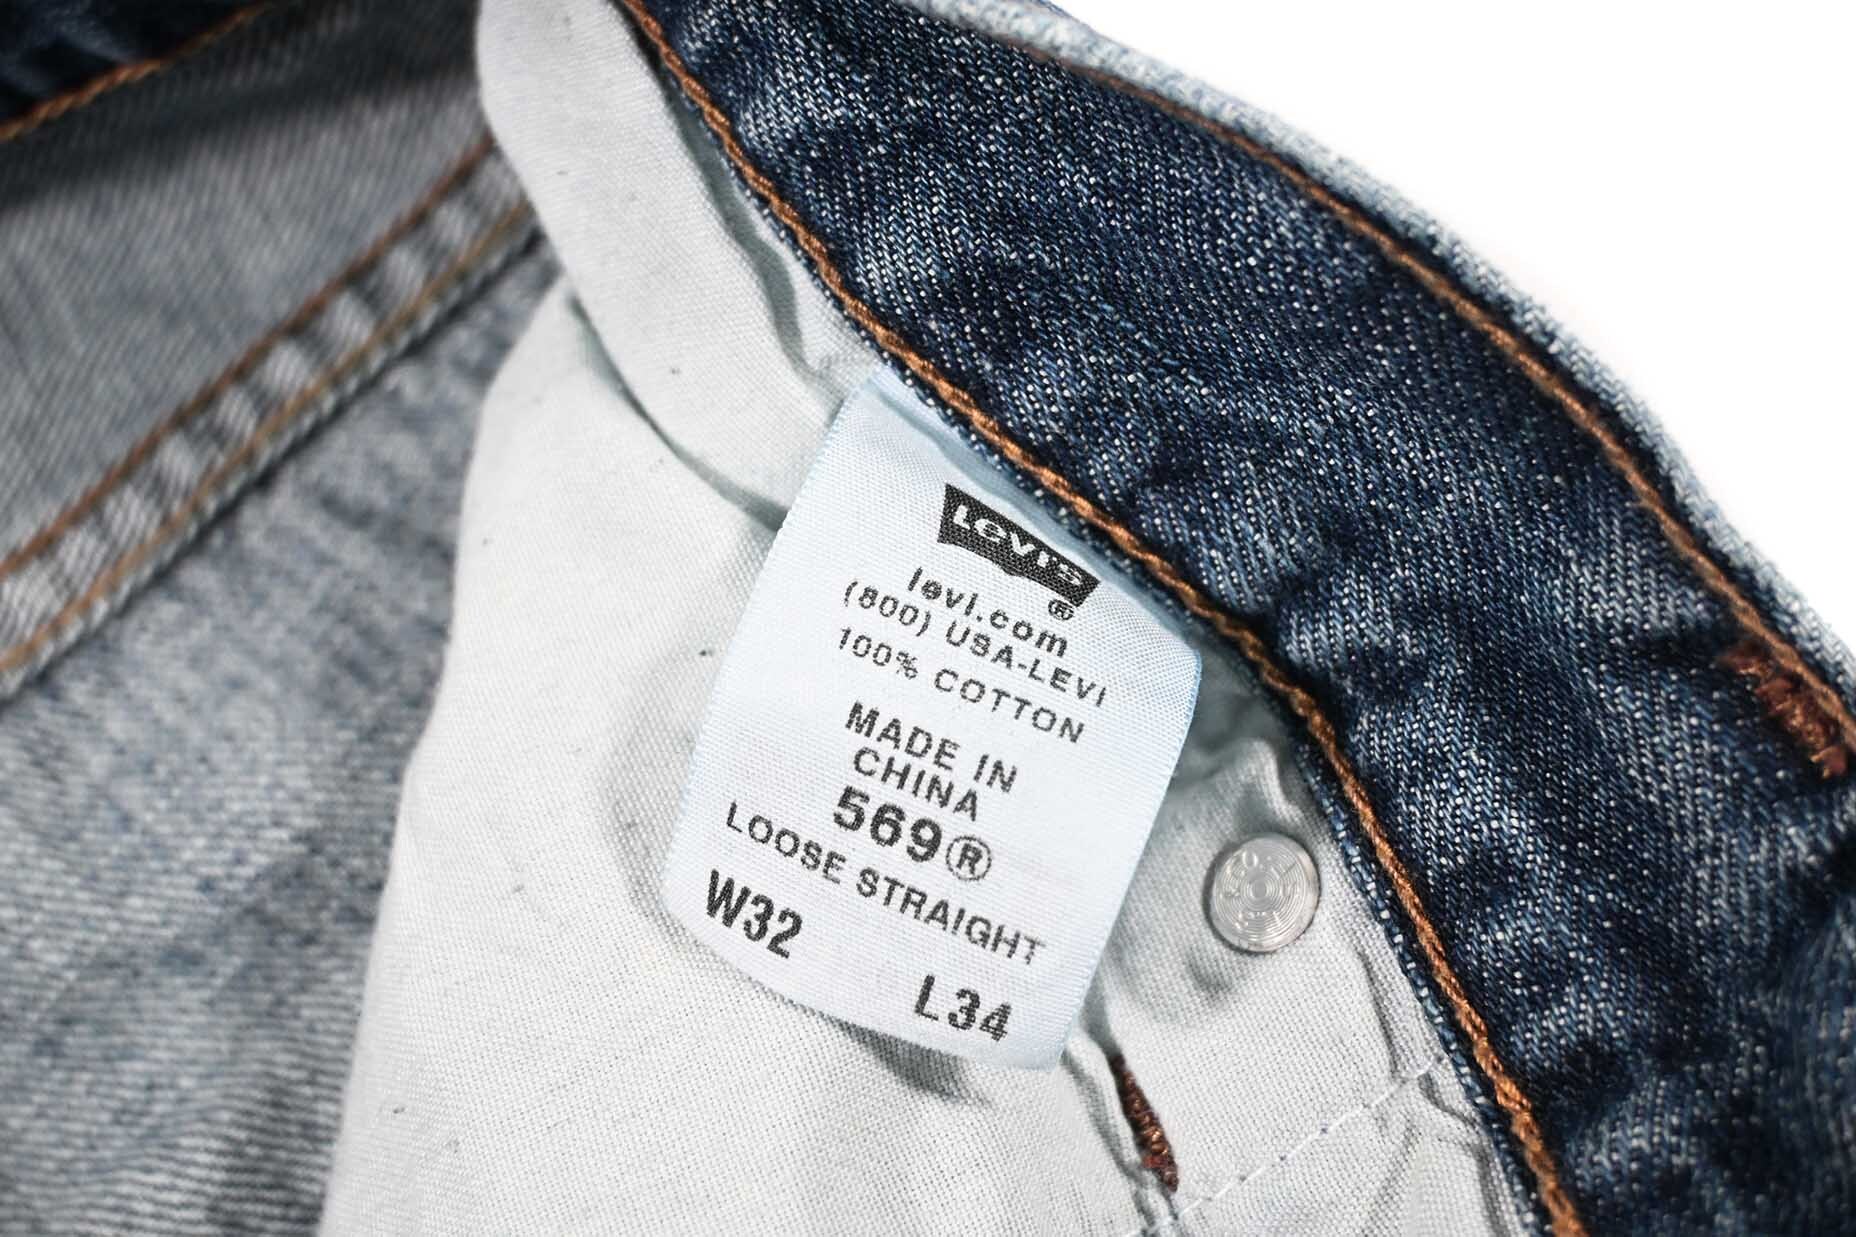 LEVI'S
®
levi.com
(800) USA-LEVI
100% COTTON
MADE IN
CHINA
569®
LOOSE STRAIGHT
W32
L34